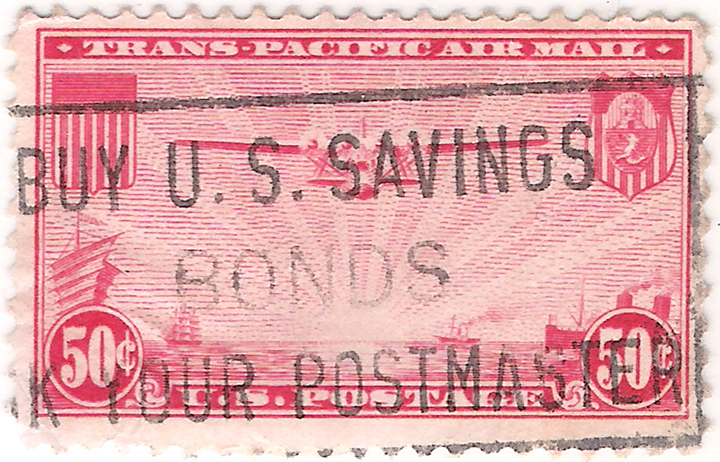 TRANS-PACIFIC AIR MAIL
BUY U.S. SAVINGS
BONDS
50¢ 50¢
K YOUR POSTMASTER
U.S. POSTAGE